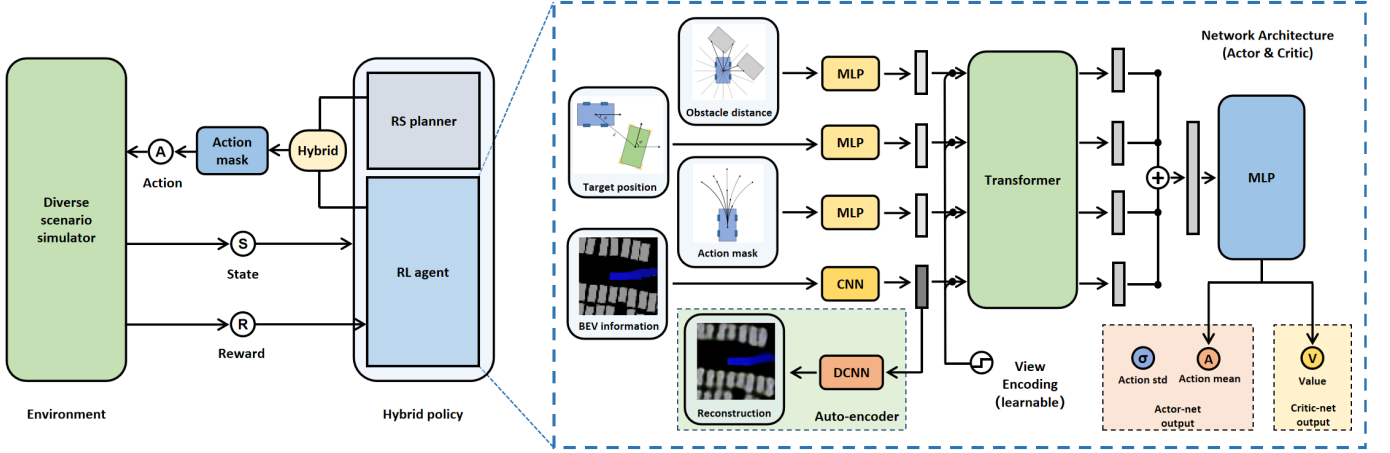 Diverse
scenario
simulator
Environment
A
Action
Action
mask
Hybrid
RS planner
RL agent
S
State
R
Reward
Hybrid policy
Obstacle distance
Target position
Action mask
BEV information
MLP
MLP
MLP
CNN
DCNN
Reconstruction
Auto-encoder
Transformer
View
Encoding
(learnable)
Network Architecture
(Actor & Critic)
MLP
σ
Action std
A
Action mean
Actor-net
output
V
Value
Critic-net
output